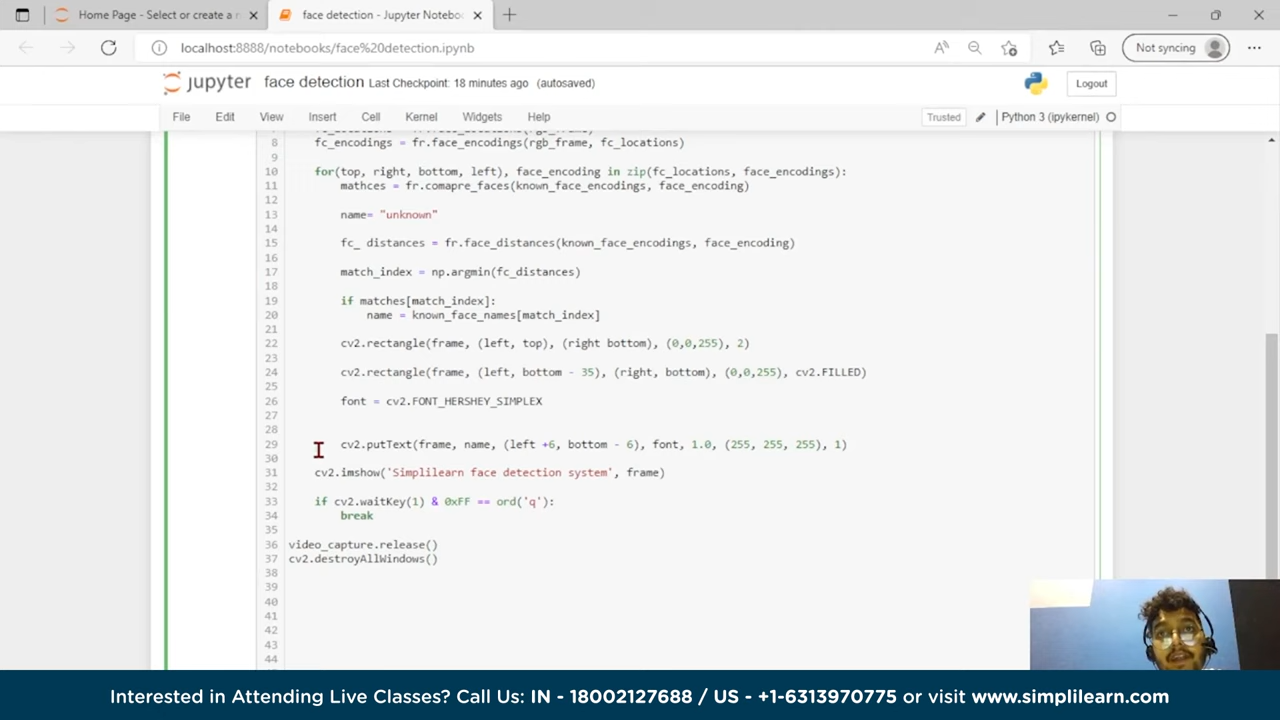 Home Page - Select or create a n
face detection - Jupyter Noteboo
localhost:8888/notebooks/face%20detection.ipynb
Not syncing
jupyter face detection Last Checkpoint: 18 minutes ago (autosaved)
Logout
File Edit View Insert Cell Kernel Widgets Help
Trusted
Python 3 (ipykernel)
8 fc_encodings = fr.face_encodings(rgb_frame, fc_locations)
9
10 for(top, right, bottom, left), face_encoding in zip(fc_locations, face_encodings):
11 mathces = fr.comapre_faces(known_face_encodings, face_encoding)
12
13 name= "unknown"
14
15 fc_ distances = fr.face_distances(known_face_encodings, face_encoding)
16
17 match_index = np.argmin(fc_distances)
18
19 if matches[match_index]:
20 name = known_face_names[match_index]
21
22 cv2.rectangle(frame, (left, top), (right bottom), (0,0,255), 2)
23
24 cv2.rectangle(frame, (left, bottom - 35), (right, bottom), (0,0,255), cv2.FILLED)
25
26 font = cv2.FONT_HERSHEY_SIMPLEX
27
28
29 cv2.putText(frame, name, (left +6, bottom - 6), font, 1.0, (255, 255, 255), 1)
30
31 cv2.imshow('Simplilearn face detection system', frame)
32
33 if cv2.waitKey(1) & 0xFF == ord('q'):
34 break
35
36 video_capture.release()
37 cv2.destroyAllWindows()
38
39
40
41
42
43
44
Interested in Attending Live Classes? Call Us: IN - 18002127688 / US - +1-6313970775 or visit www.simplilearn.com